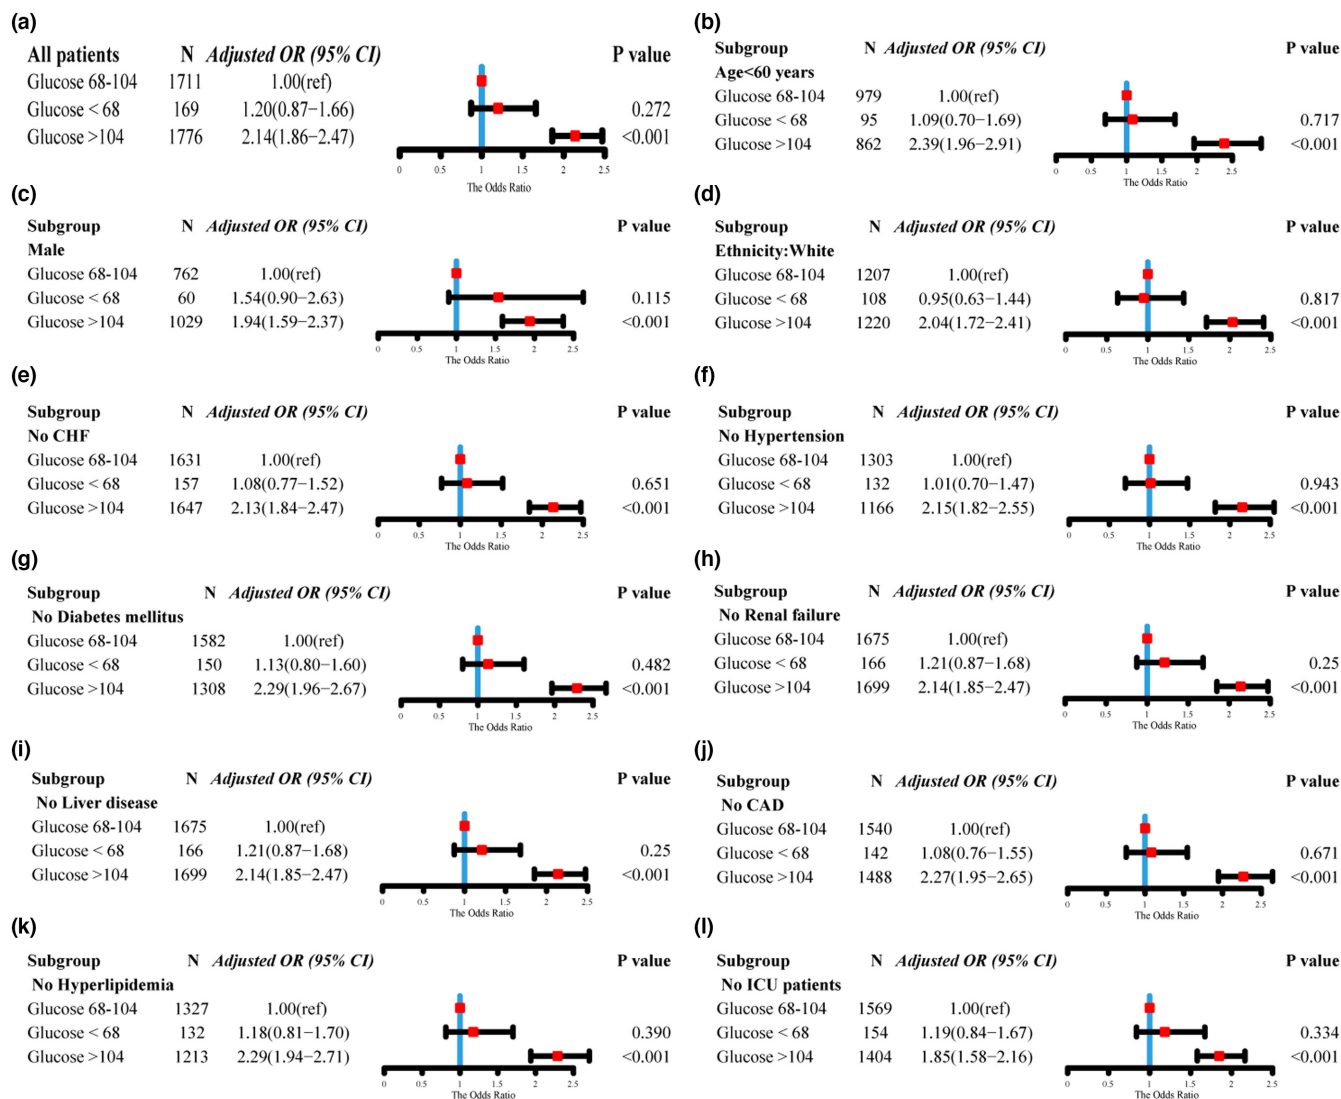 (a)
All patients N Adjusted OR (95% CI) P value
Glucose 68-104 1711 1.00(ref)
Glucose < 68 169 1.20(0.87−1.66) 0.272
Glucose >104 1776 2.14(1.86−2.47) <0.001
0 0.5 1 1.5 2 2.5
The Odds Ratio
(b)
Subgroup N Adjusted OR (95% CI) P value
Age<60 years
Glucose 68-104 979 1.00(ref)
Glucose < 68 95 1.09(0.70−1.69) 0.717
Glucose >104 862 2.39(1.96−2.91) <0.001
0 0.5 1 1.5 2 2.5
The Odds Ratio
(c)
Subgroup N Adjusted OR (95% CI) P value
Male
Glucose 68-104 762 1.00(ref)
Glucose < 68 60 1.54(0.90−2.63) 0.115
Glucose >104 1029 1.94(1.59−2.37) <0.001
0 0.5 1 1.5 2 2.5
The Odds Ratio
(d)
Subgroup N Adjusted OR (95% CI) P value
Ethnicity:White
Glucose 68-104 1207 1.00(ref)
Glucose < 68 108 0.95(0.63−1.44) 0.817
Glucose >104 1220 2.04(1.72−2.41) <0.001
0 0.5 1 1.5 2 2.5
The Odds Ratio
(e)
Subgroup N Adjusted OR (95% CI) P value
No CHF
Glucose 68-104 1631 1.00(ref)
Glucose < 68 157 1.08(0.77−1.52) 0.651
Glucose >104 1647 2.13(1.84−2.47) <0.001
0 0.5 1 1.5 2 2.5
The Odds Ratio
(f)
Subgroup N Adjusted OR (95% CI) P value
No Hypertension
Glucose 68-104 1303 1.00(ref)
Glucose < 68 132 1.01(0.70−1.47) 0.943
Glucose >104 1166 2.15(1.82−2.55) <0.001
0 0.5 1 1.5 2 2.5
The Odds Ratio
(g)
Subgroup N Adjusted OR (95% CI) P value
No Diabetes mellitus
Glucose 68-104 1582 1.00(ref)
Glucose < 68 150 1.13(0.80−1.60) 0.482
Glucose >104 1308 2.29(1.96−2.67) <0.001
0 0.5 1 1.5 2 2.5
The Odds Ratio
(h)
Subgroup N Adjusted OR (95% CI) P value
No Renal failure
Glucose 68-104 1675 1.00(ref)
Glucose < 68 166 1.21(0.87−1.68) 0.25
Glucose >104 1699 2.14(1.85−2.47) <0.001
0 0.5 1 1.5 2 2.5
The Odds Ratio
(i)
Subgroup N Adjusted OR (95% CI) P value
No Liver disease
Glucose 68-104 1675 1.00(ref)
Glucose < 68 166 1.21(0.87−1.68) 0.25
Glucose >104 1699 2.14(1.85−2.47) <0.001
0 0.5 1 1.5 2 2.5
The Odds Ratio
(j)
Subgroup N Adjusted OR (95% CI) P value
No CAD
Glucose 68-104 1540 1.00(ref)
Glucose < 68 142 1.08(0.76−1.55) 0.671
Glucose >104 1488 2.27(1.95−2.65) <0.001
0 0.5 1 1.5 2 2.5
The Odds Ratio
(k)
Subgroup N Adjusted OR (95% CI) P value
No Hyperlipidemia
Glucose 68-104 1327 1.00(ref)
Glucose < 68 132 1.18(0.81−1.70) 0.390
Glucose >104 1213 2.29(1.94−2.71) <0.001
0 0.5 1 1.5 2 2.5
The Odds Ratio
(l)
Subgroup N Adjusted OR (95% CI) P value
No ICU patients
Glucose 68-104 1569 1.00(ref)
Glucose < 68 154 1.19(0.84−1.67) 0.334
Glucose >104 1404 1.85(1.58−2.16) <0.001
0 0.5 1 1.5 2 2.5
The Odds Ratio